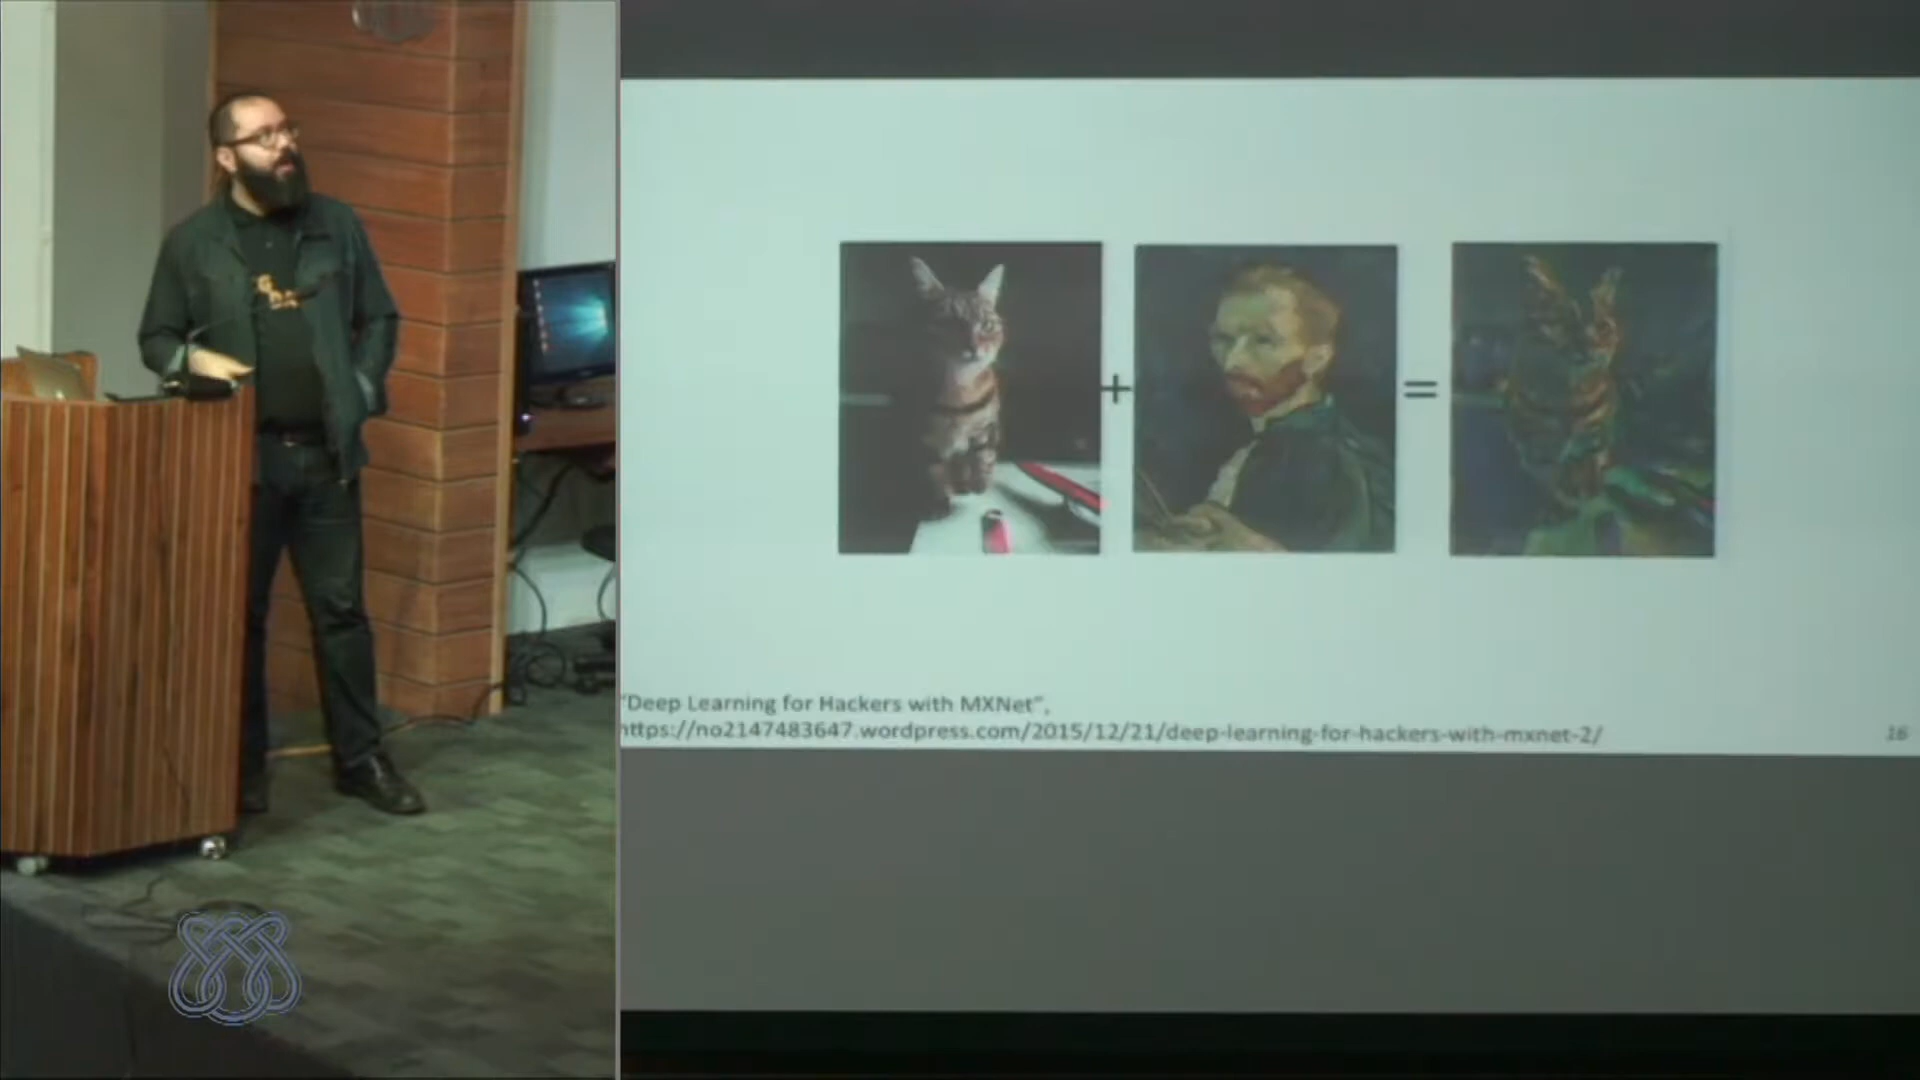 +
=
"Deep Learning for Hackers with MXNet",
https://no2147483647.wordpress.com/2015/12/21/deep-learning-for-hackers-with-mxnet-2/
16